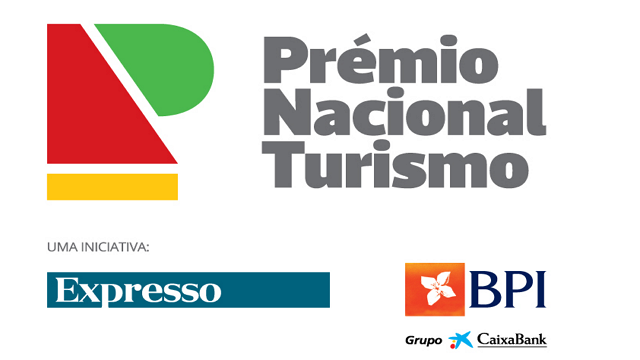 Prémio
Nacional
Turismo
UMA INICIATIVA:
Expresso
BPI
Grupo CaixaBank